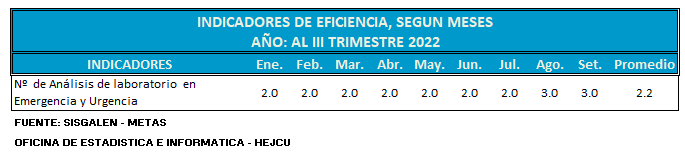 INDICADORES DE EFICIENCIA, SEGUN MESES
AÑO: AL III TRIMESTRE 2022
INDICADORES Ene. Feb. Mar. Abr. May. Jun. Jul. Ago. Set. Promedio
Nº de Análisis de laboratorio en
Emergencia y Urgencia 2.0 2.0 2.0 2.0 2.0 2.0 2.0 3.0 3.0 2.2
FUENTE: SISGALEN - METAS
OFICINA DE ESTADISTICA E INFORMATICA - HEJCU